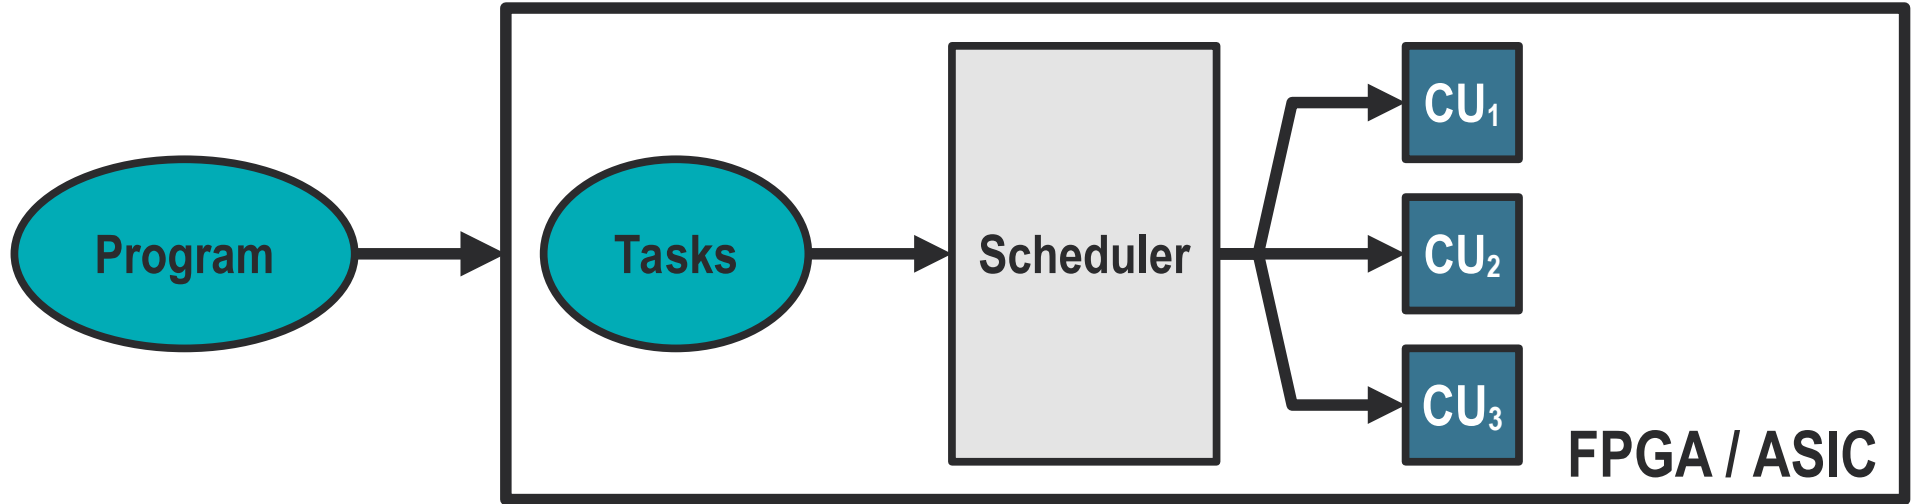 Program
Tasks
Scheduler
CU₁
CU₂
CU₃
FPGA / ASIC